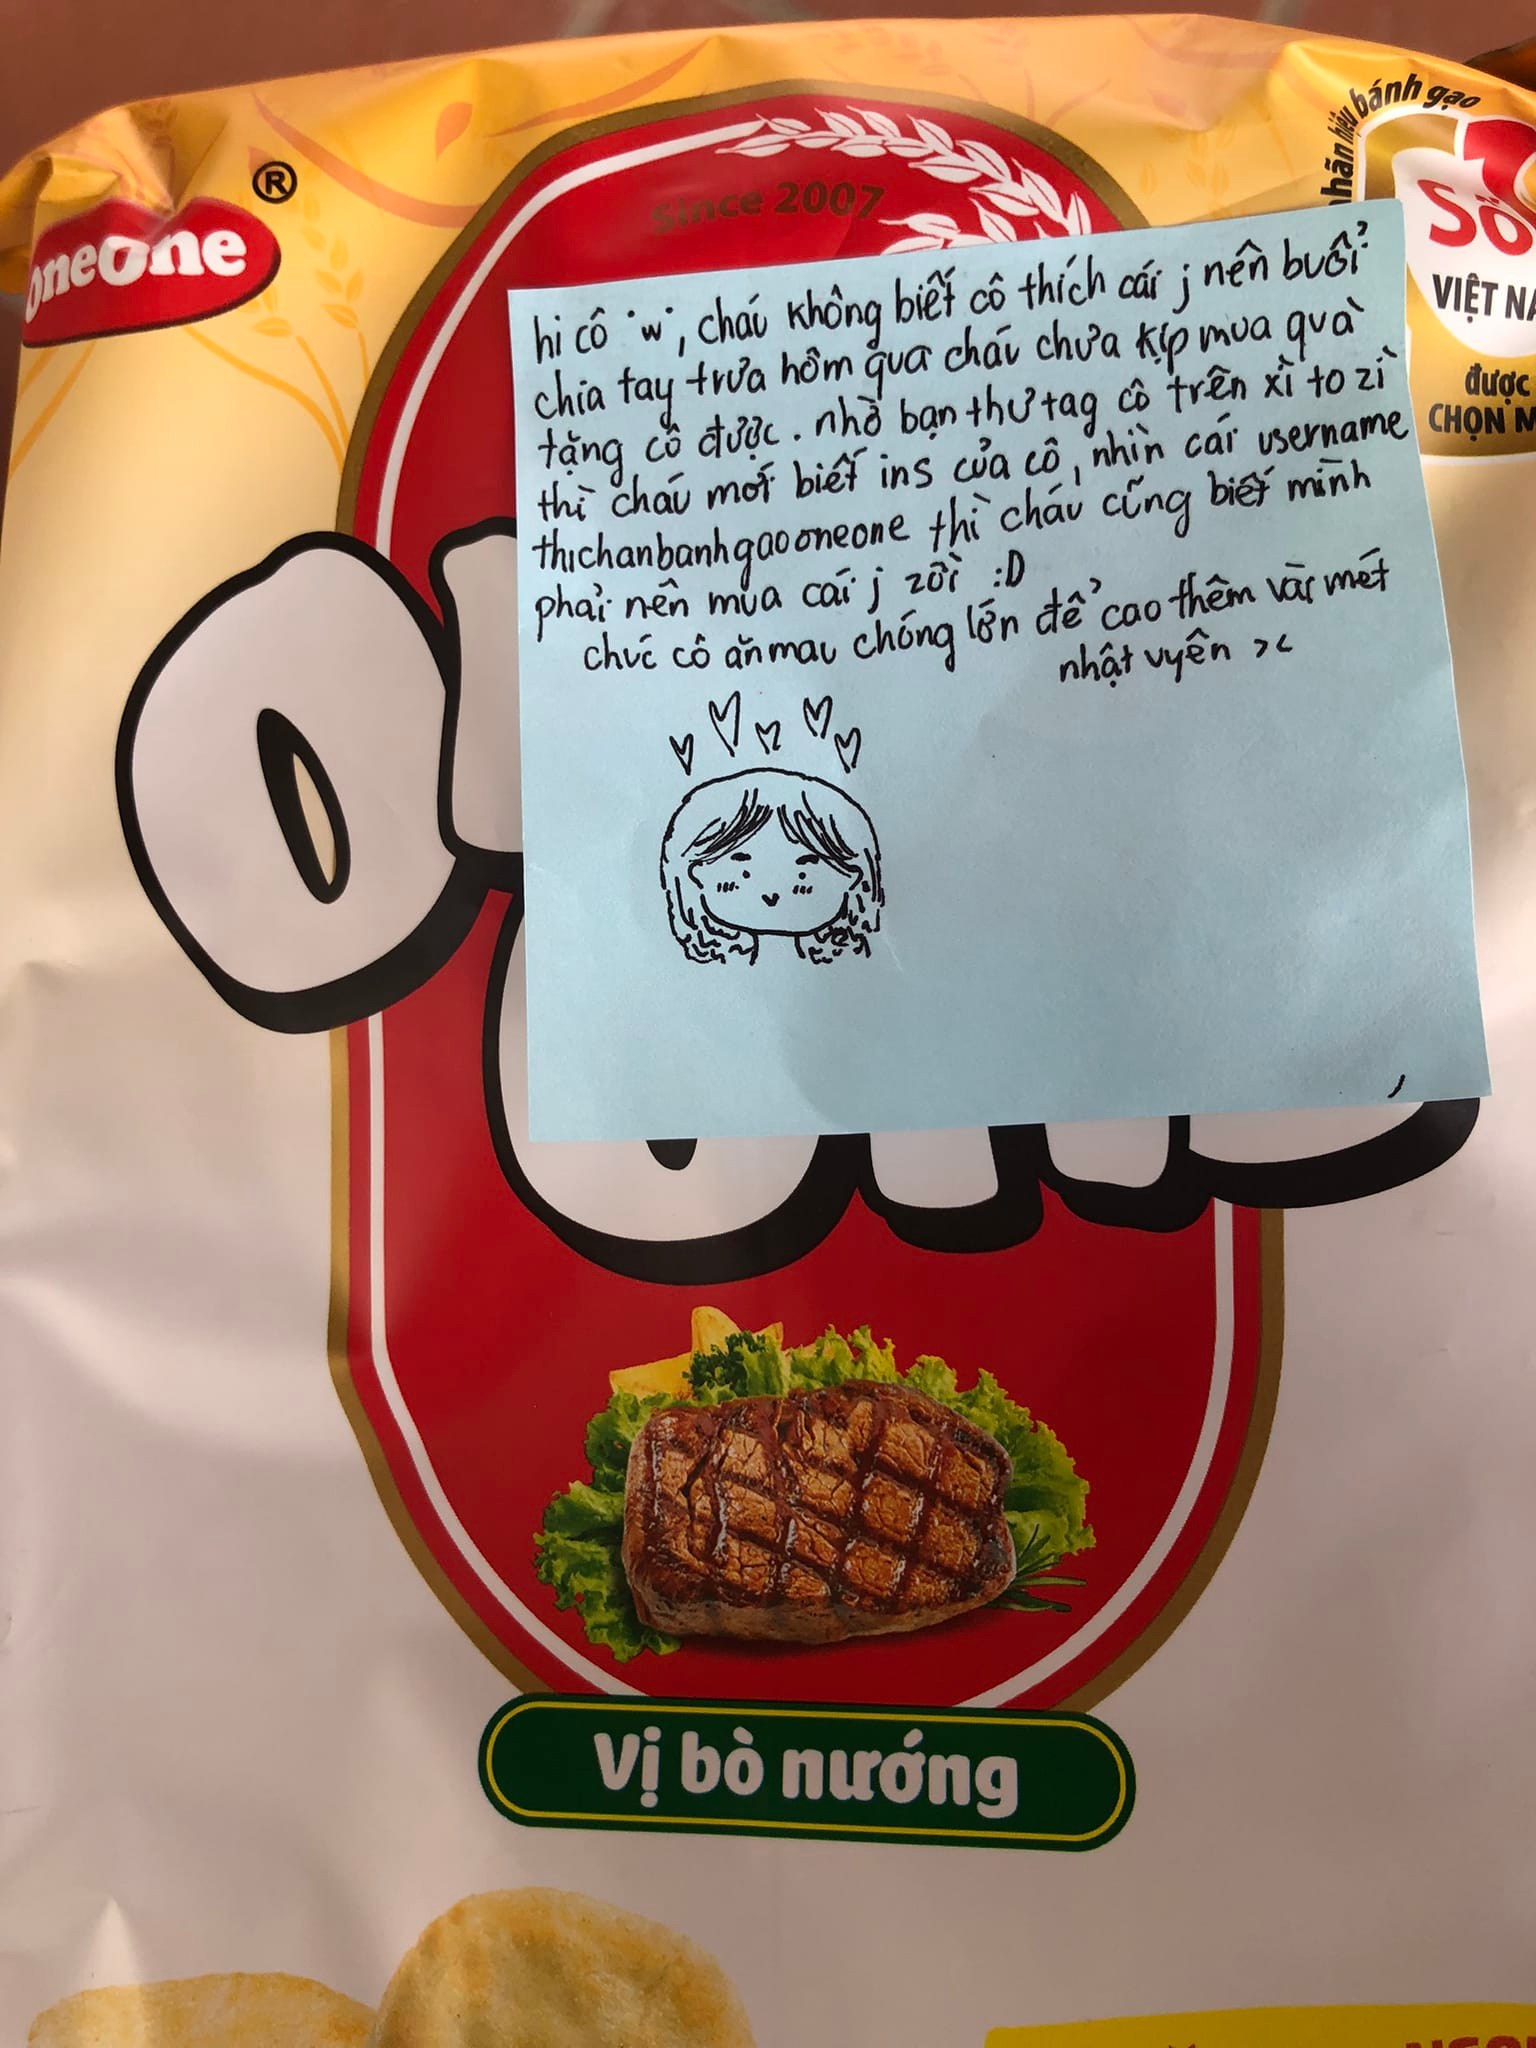 nhãn hiệu bánh gạo
oneone
®
Since 2007
Số
VIỆT NA
được
CHỌN M
hi cô 'w', cháu không biết cô thích cái j nên buổi
chia tay trưa hôm qua cháu chưa kịp mua quà
tặng cô được. nhờ bạn thư tag cô trên xì to zì
thì cháu mới biết ins của cô, nhìn cái username
thichanbanhgaooneone thì cháu cũng biết mình
phải nên mua cái j zồi :D
chúc cô ăn mau chóng lớn để cao thêm vài mét
nhật vyên ><
Vị bò nướng